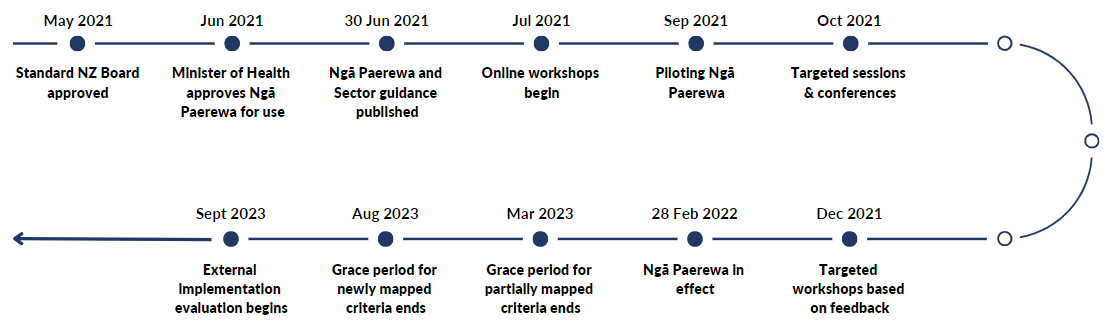 May 2021
Standard NZ Board
approved
Jun 2021
Minister of Health
approves Ngā
Paerewa for use
30 Jun 2021
Ngā Paerewa and
Sector guidance
published
Jul 2021
Online workshops
begin
Sep 2021
Piloting Ngā
Paerewa
Oct 2021
Targeted sessions
& conferences
Dec 2021
Targeted
workshops based
on feedback
28 Feb 2022
Ngā Paerewa in
effect
Mar 2023
Grace period for
partially mapped
criteria ends
Aug 2023
Grace period for
newly mapped
criteria ends
Sept 2023
External
implementation
evaluation begins